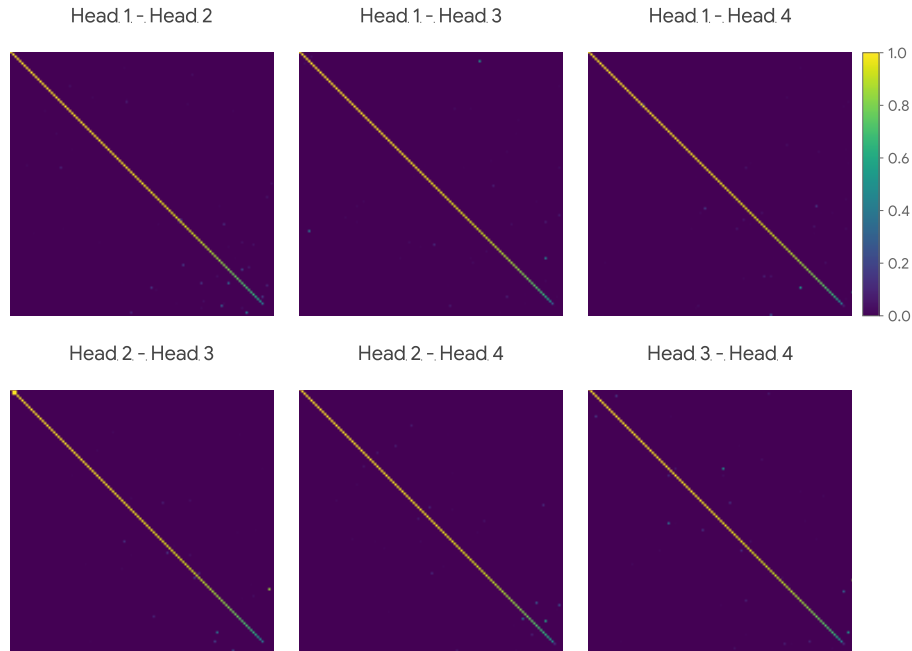 Head 1 - Head 2
Head 1 - Head 3
Head 1 - Head 4
1.0
0.8
0.6
0.4
0.2
0.0
Head 2 - Head 3
Head 2 - Head 4
Head 3 - Head 4